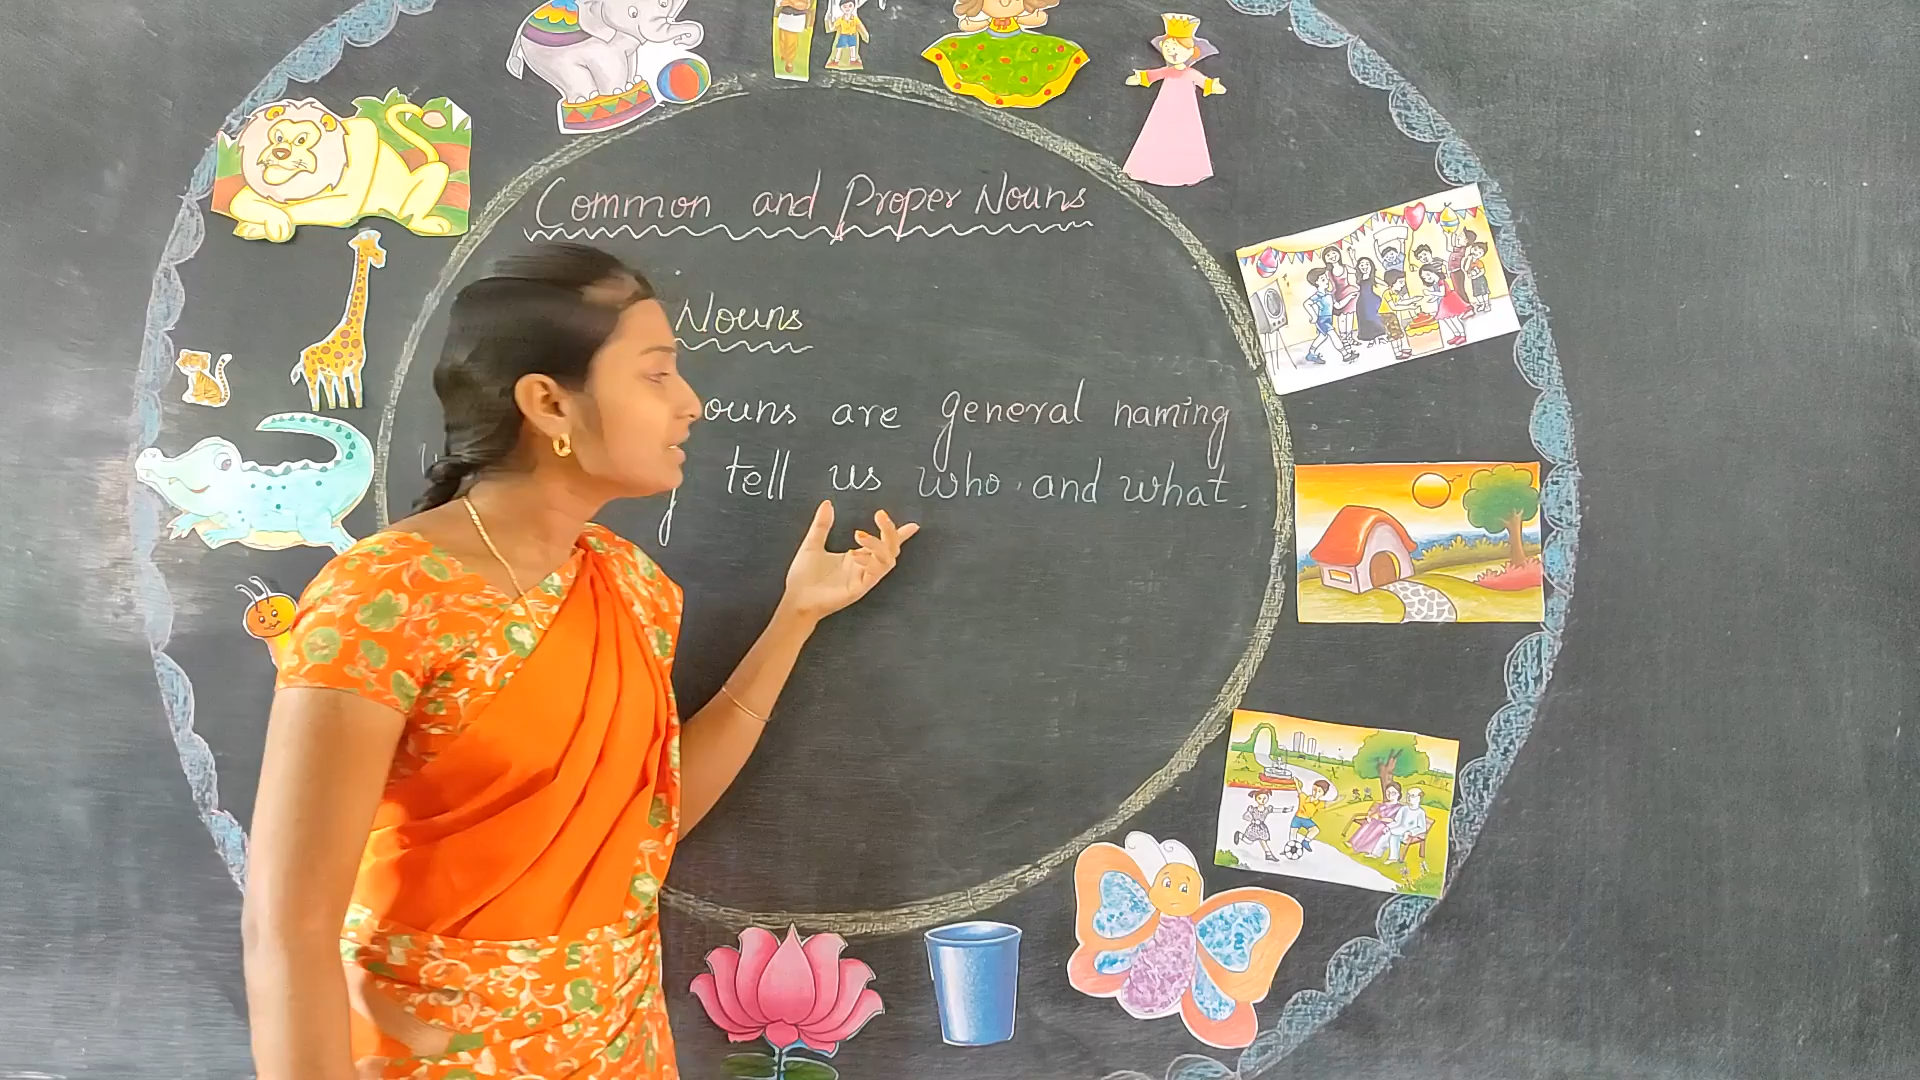 Common and Proper Nouns
Nouns
ouns are general naming
tell us who and what.